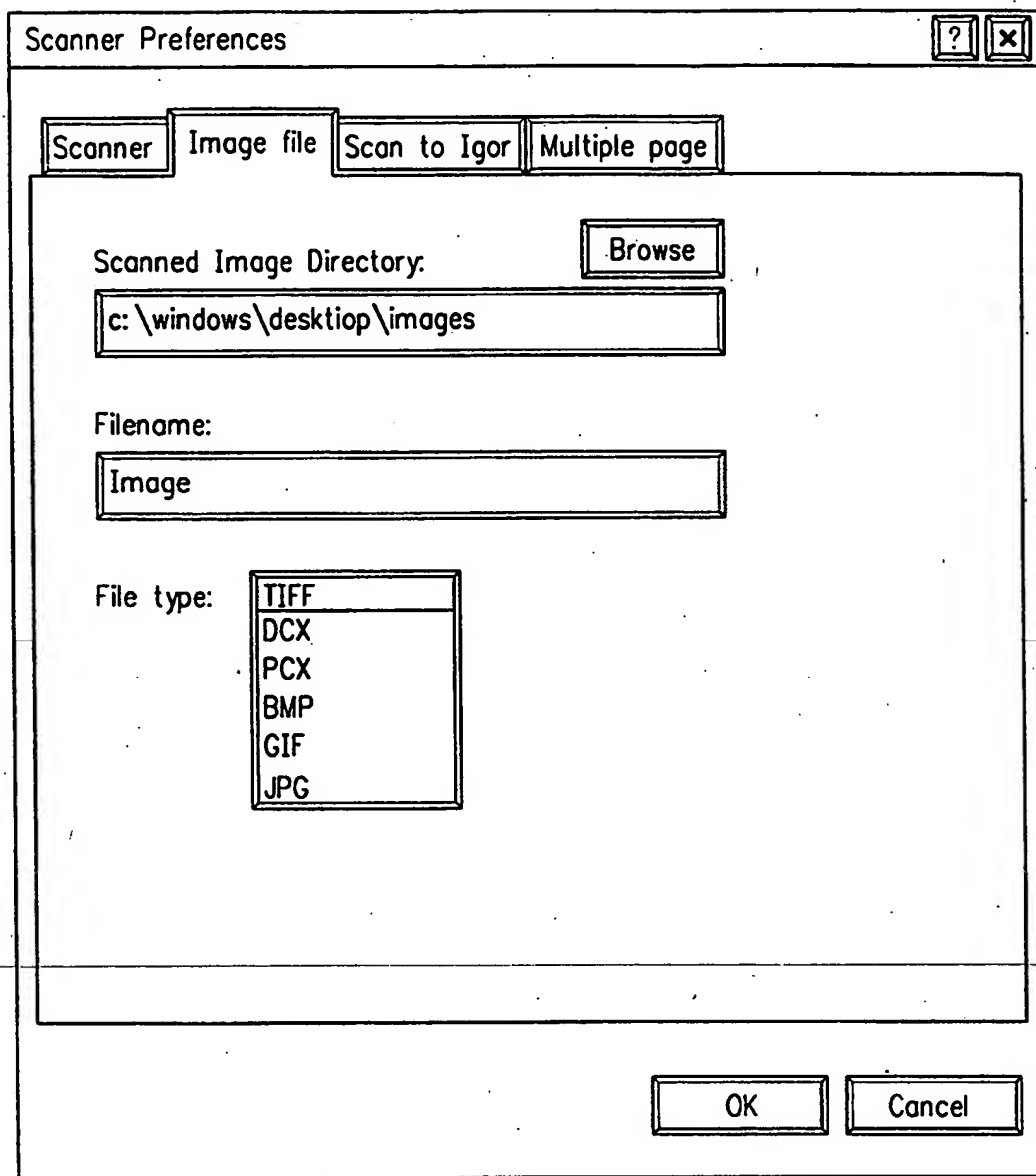 Scanner Preferences ? ×
Scanner Image file Scan to Igor Multiple page
Scanned Image Directory: Browse
c: \windows\desktiop\images
Filename:
Image
File type: TIFF
DCX
PCX
BMP
GIF
JPG
OK Cancel